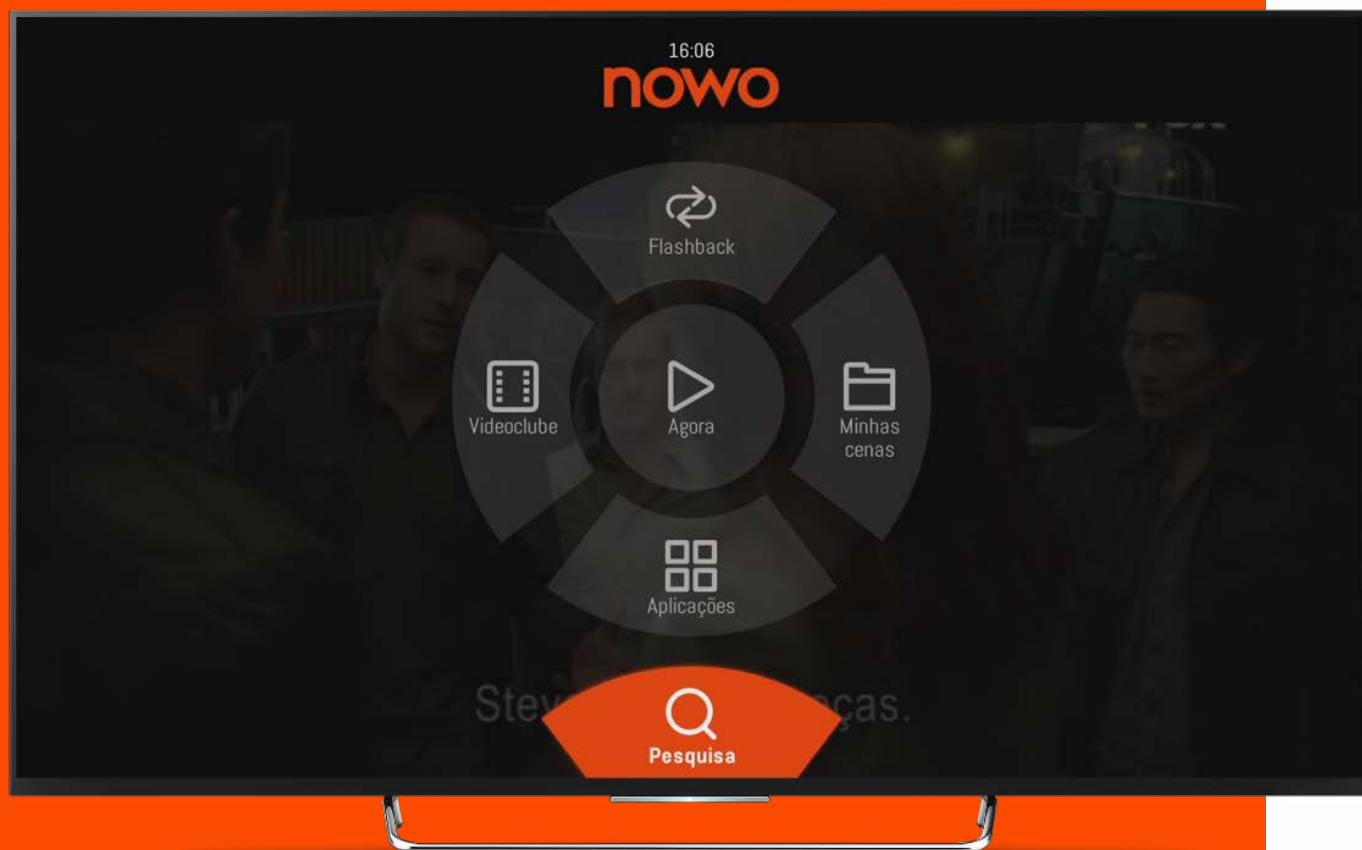 16:06
nowo
Flashback
Videoclube
Agora
Minhas
cenas
Aplicações
Pesquisa